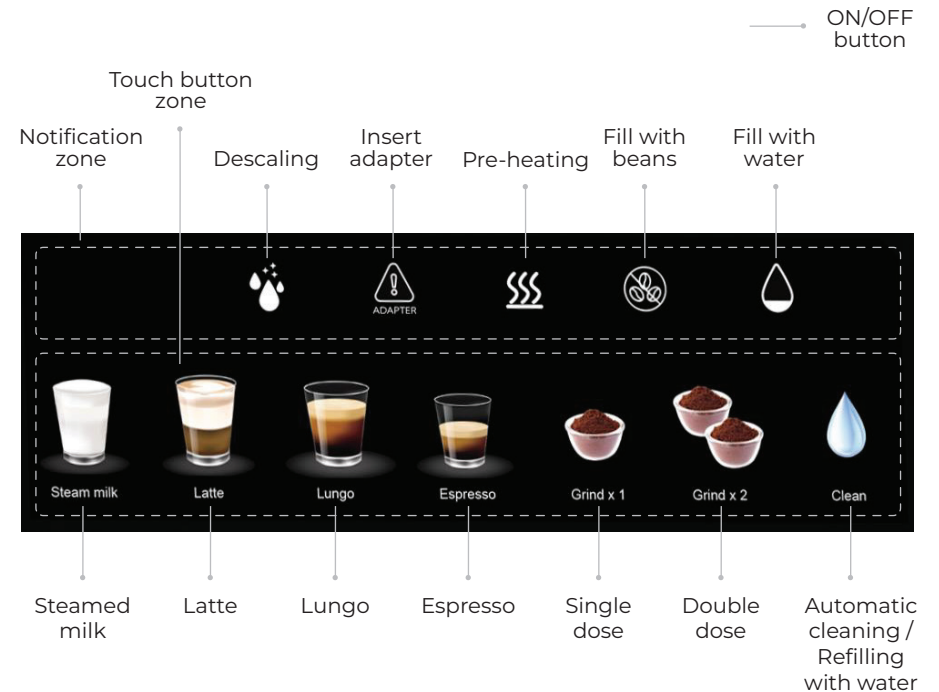 ON/OFF
button
Touch button
zone
Notification
zone
Descaling
Insert
adapter
Pre-heating
Fill with
beans
Fill with
water
ADAPTER
Steam milk
Latte
Lungo
Espresso
Grind x 1
Grind x 2
Clean
Steamed
milk
Latte
Lungo
Espresso
Single
dose
Double
dose
Automatic
cleaning /
Refilling
with water